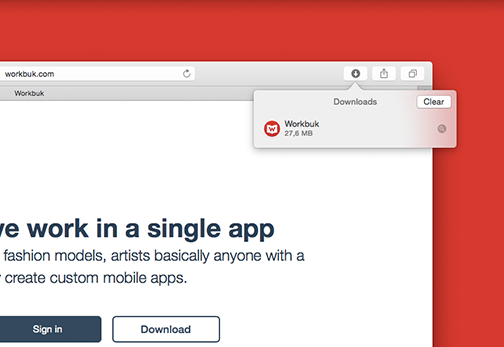 workbuk.com
Workbuk
Downloads
Clear
Workbuk
27,6 MB
ve work in a single app
fashion models, artists basically anyone with a
y create custom mobile apps.
Sign in
Download